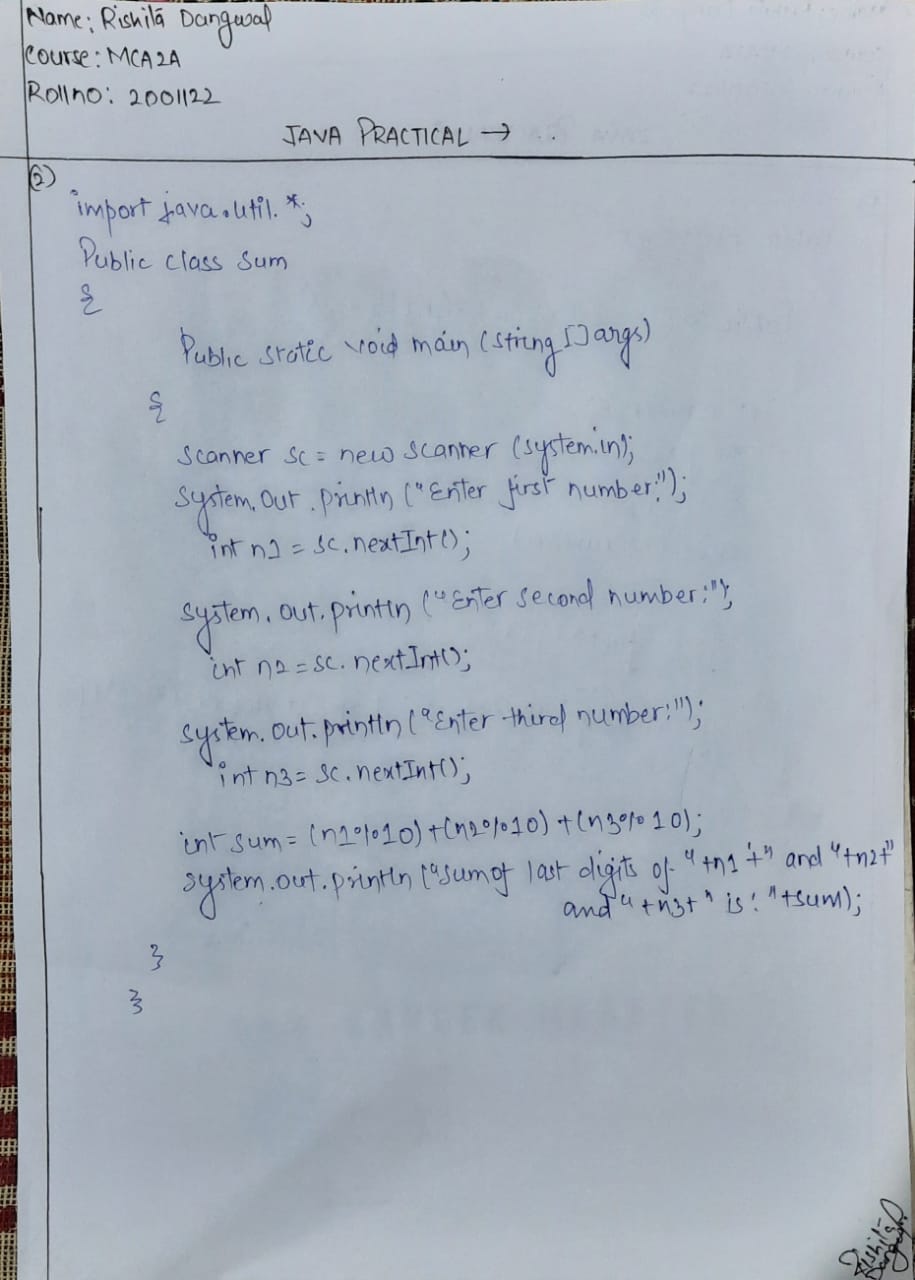 Name: Rishita Dangwal
Course: MCA2A
Rollno: 2001122
JAVA PRACTICAL →
②
import java.util.*;
Public class Sum
{
Public static void main (string []args)
{
Scanner sc = new Scanner (system.in);
System. Out . println ("Enter first number:");
int n1 = sc.nextInt();
system. out. println ("Enter second number:");
int n2 = sc. nextInt();
system. out. println ("Enter third number:");
int n3 = sc. nextInt();
int sum = (n1%10)+(n2%10) + (n3%10);
system.out.println ("sum of last digits of " +n1 +" and "+n2+"
and " +n3+" is: "+sum);
}
}
Rishita
Dangwal